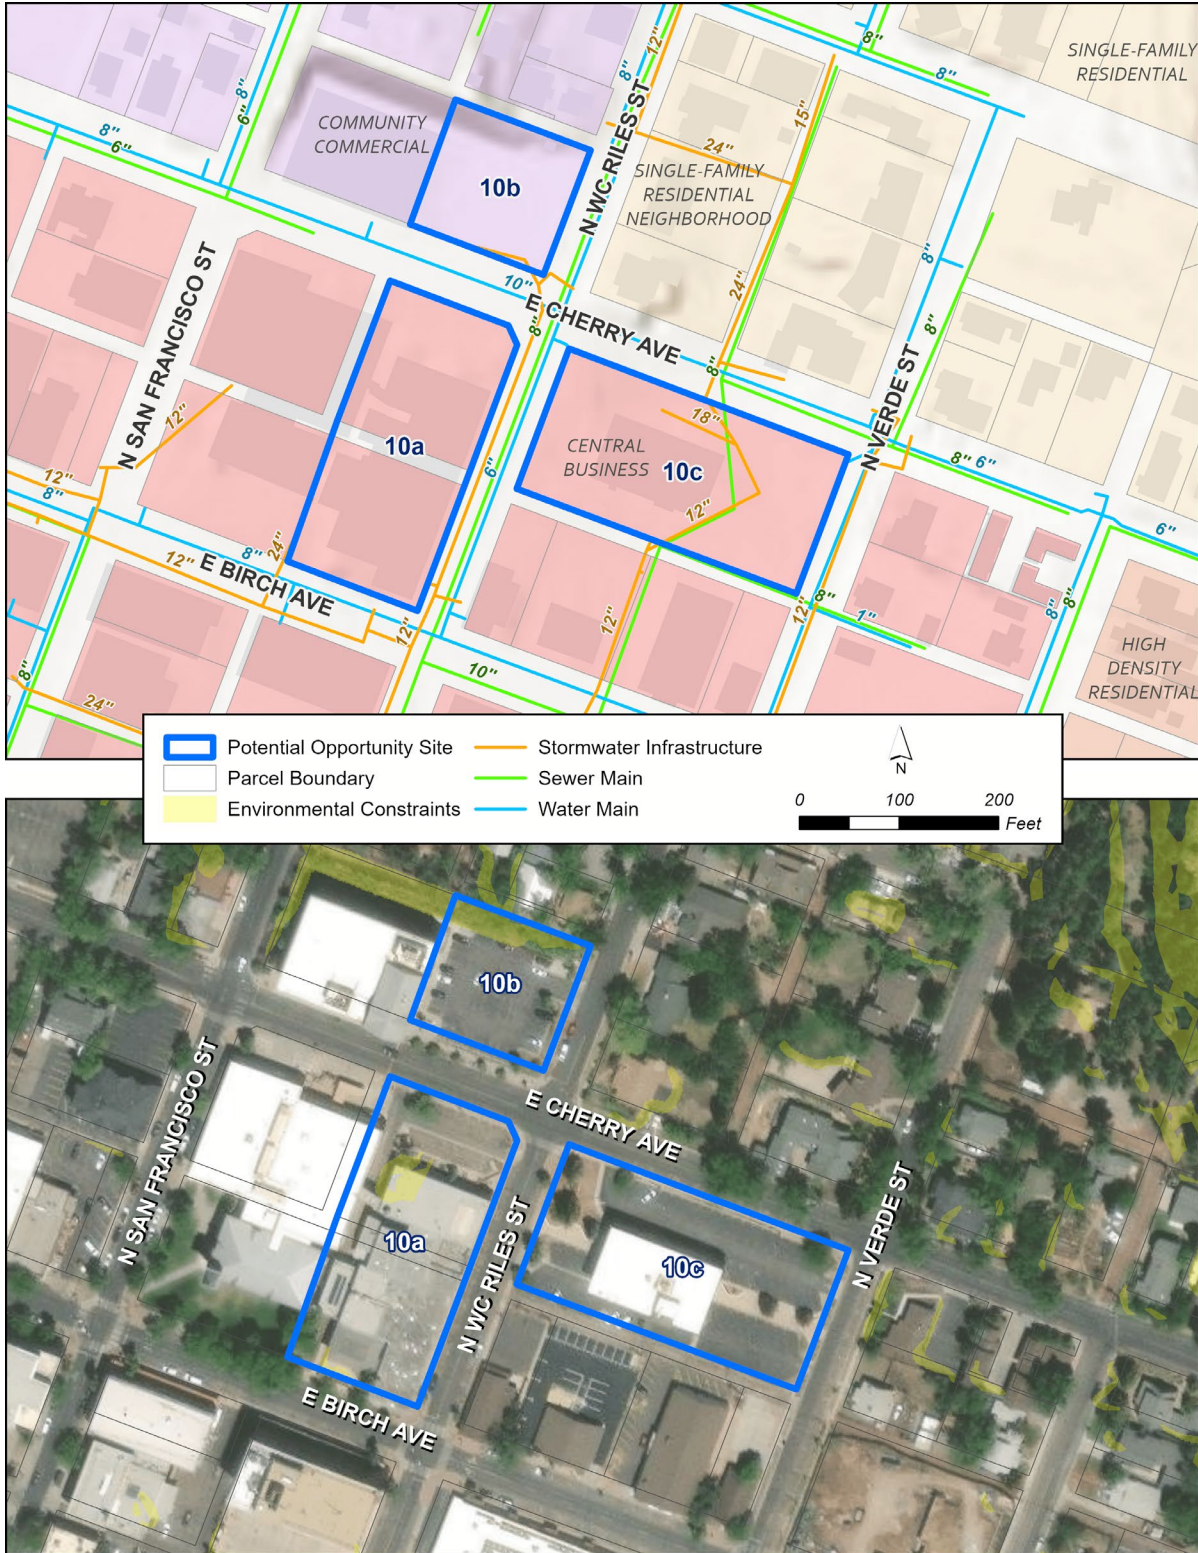 8"
12"
8"
8"
SINGLE-FAMILY
RESIDENTIAL
8"
6"
8"
6"
COMMUNITY
COMMERCIAL
15"
24"
10b
SINGLE-FAMILY
RESIDENTIAL
NEIGHBORHOOD
N WC RILES ST
8"
24"
10"
E CHERRY AVE
8"
8"
8"
N SAN FRANCISCO ST
N VERDE ST
12"
18"
10a
CENTRAL
BUSINESS
10c
6"
8" 6"
12"
8"
12"
6"
24"
8"
12"
E BIRCH AVE
8"
12"
1"
8"
8"
12"
12"
10"
8"
24"
HIGH
DENSITY
RESIDENTIAL
Potential Opportunity Site
Parcel Boundary
Environmental Constraints
Stormwater Infrastructure
Sewer Main
Water Main
N
0 100 200
Feet
10b
E CHERRY AVE
N SAN FRANCISCO ST
10a
N WC RILES ST
10c
N VERDE ST
E BIRCH AVE